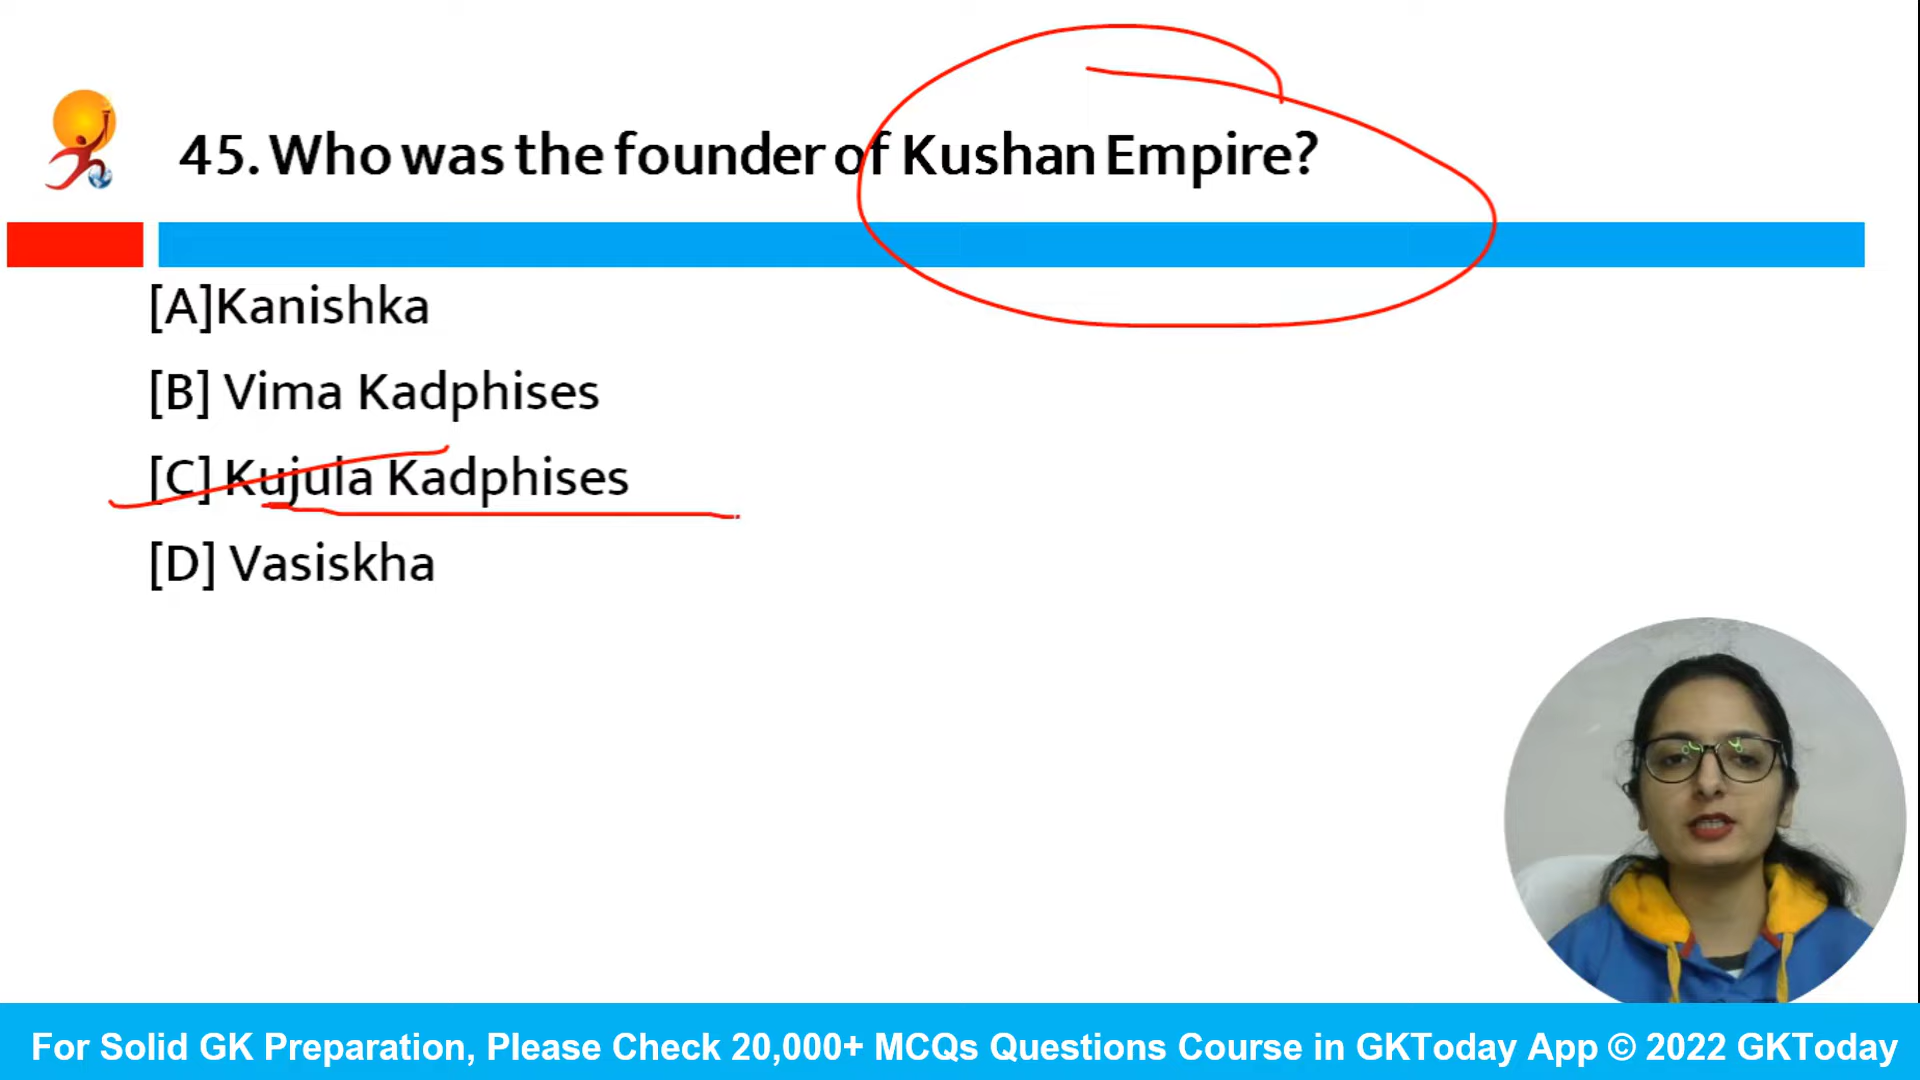 45. Who was the founder of Kushan Empire?
[A]Kanishka
[B] Vima Kadphises
[C] Kujula Kadphises
[D] Vasiskha
For Solid GK Preparation, Please Check 20,000+ MCQs Questions Course in GKToday App © 2022 GKToday